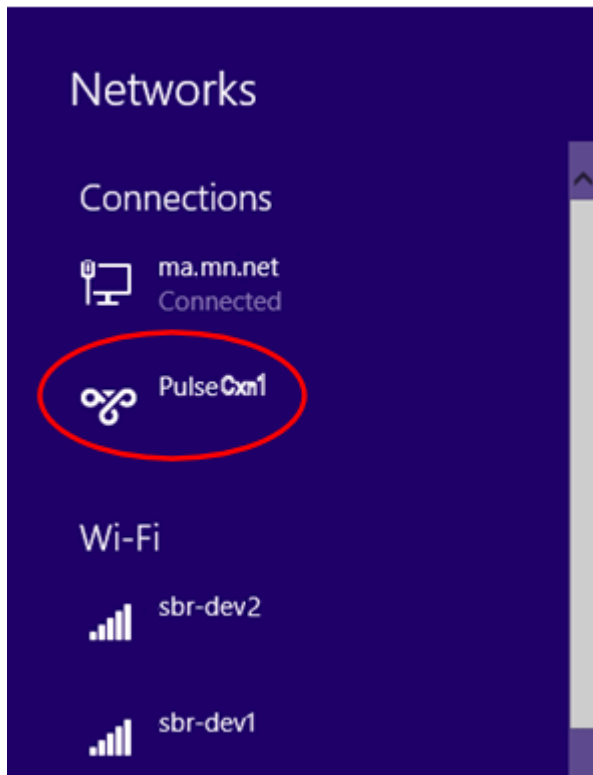 Networks
Connections
ma.mn.net
Connected
PulseCxn1
Wi-Fi
sbr-dev2
sbr-dev1